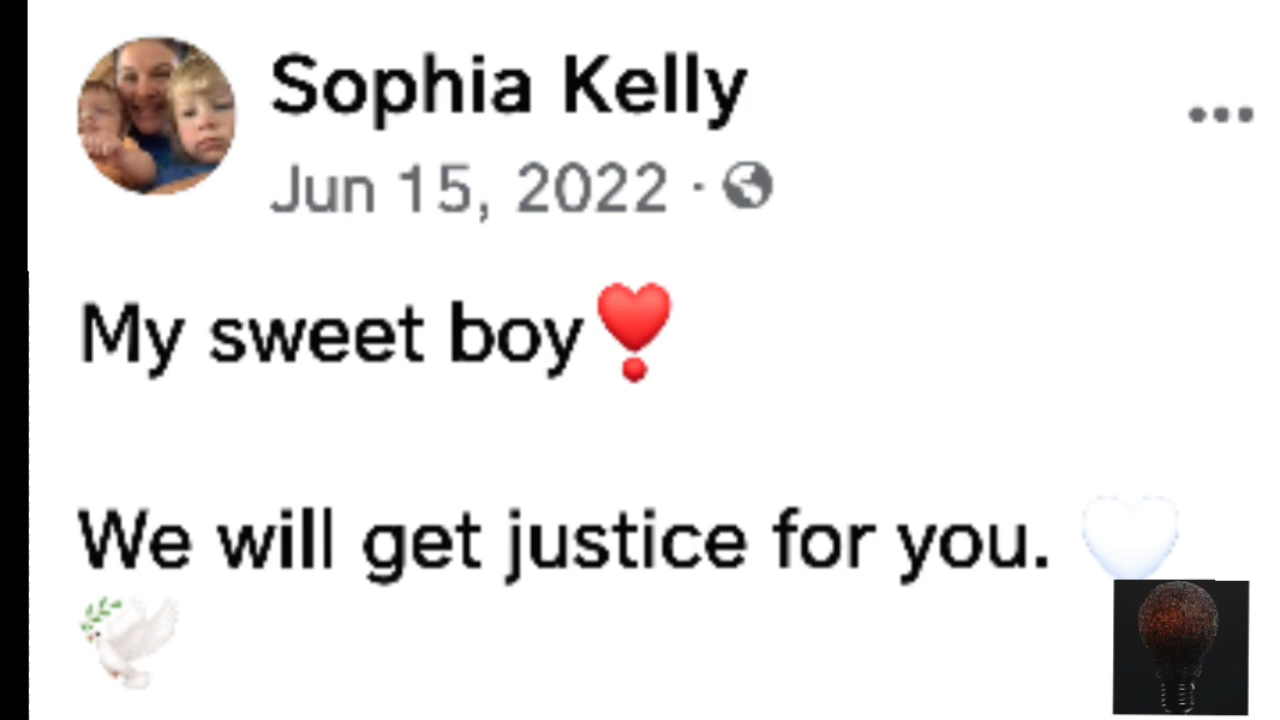 Sophia Kelly
Jun 15, 2022 ·
My sweet boy❣️
We will get justice for you. 🤍
🕊️